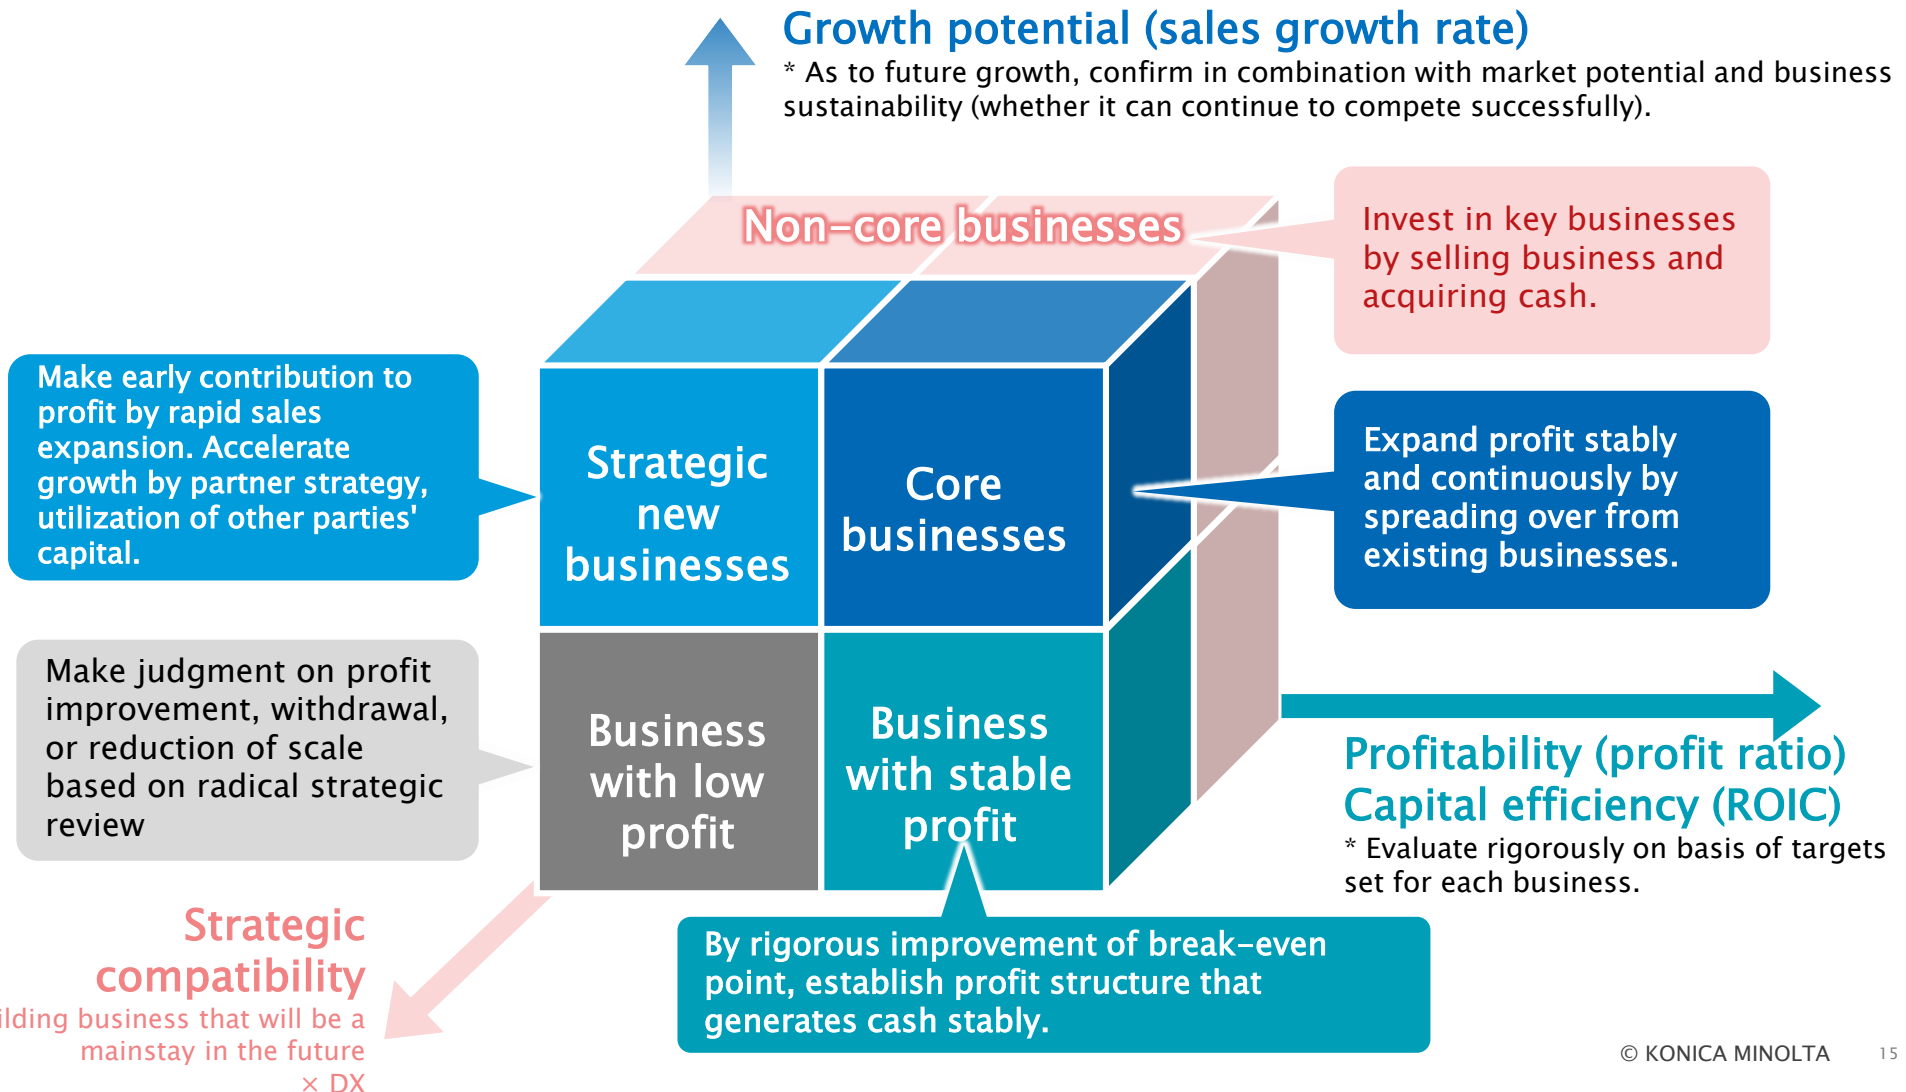 Growth potential (sales growth rate)
* As to future growth, confirm in combination with market potential and business
sustainability (whether it can continue to compete successfully).
Non-core businesses
Invest in key businesses
by selling business and
acquiring cash.
Make early contribution to
profit by rapid sales
expansion. Accelerate
growth by partner strategy,
utilization of other parties'
capital.
Strategic
new
businesses
Core
businesses
Expand profit stably
and continuously by
spreading over from
existing businesses.
Make judgment on profit
improvement, withdrawal,
or reduction of scale
based on radical strategic
review
Business
with low
profit
Business
with stable
profit
Profitability (profit ratio)
Capital efficiency (ROIC)
* Evaluate rigorously on basis of targets
set for each business.
Strategic
compatibility
ilding business that will be a
mainstay in the future
× DX
By rigorous improvement of break-even
point, establish profit structure that
generates cash stably.
© KONICA MINOLTA 15